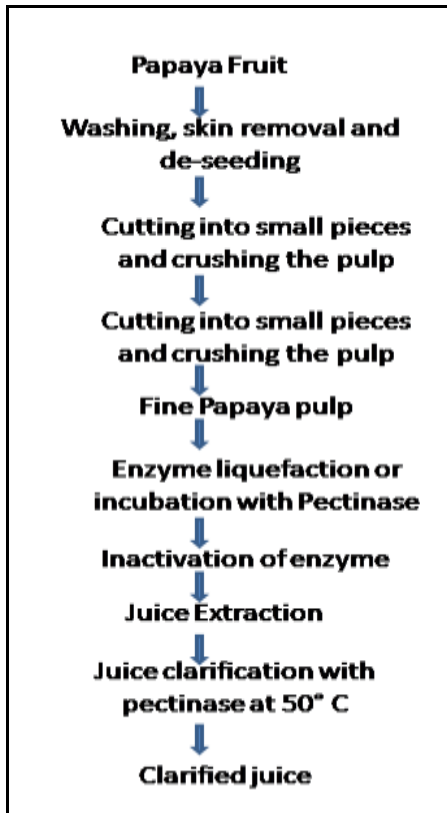 Papaya Fruit
Washing, skin removal and
de-seeding
Cutting into small pieces
and crushing the pulp
Cutting into small pieces
and crushing the pulp
Fine Papaya pulp
Enzyme liquefaction or
incubation with Pectinase
Inactivation of enzyme
Juice Extraction
Juice clarification with
pectinase at 50° C
Clarified juice